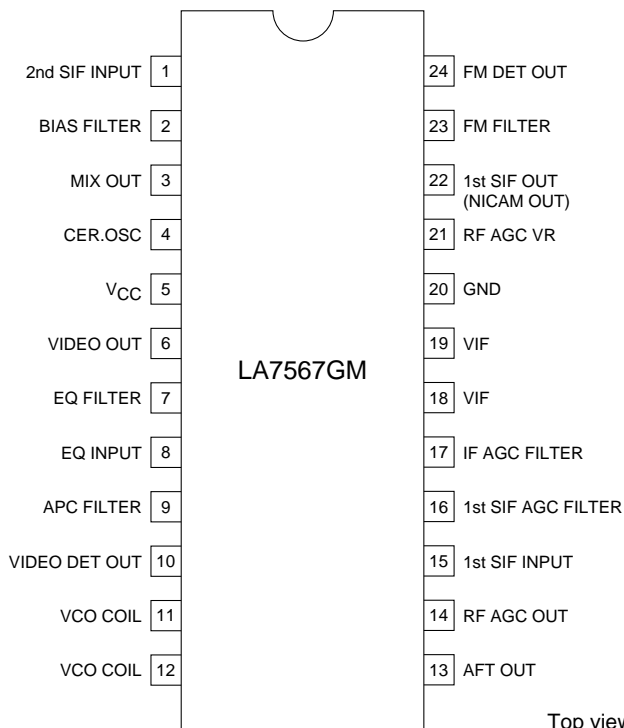 2nd SIF INPUT 1
24 FM DET OUT
BIAS FILTER 2
23 FM FILTER
MIX OUT 3
22 1st SIF OUT
(NICAM OUT)
CER.OSC 4
21 RF AGC VR
VCC 5
20 GND
VIDEO OUT 6
19 VIF
LA7567GM
EQ FILTER 7
18 VIF
EQ INPUT 8
17 IF AGC FILTER
APC FILTER 9
16 1st SIF AGC FILTER
VIDEO DET OUT 10
15 1st SIF INPUT
VCO COIL 11
14 RF AGC OUT
VCO COIL 12
13 AFT OUT
Top view